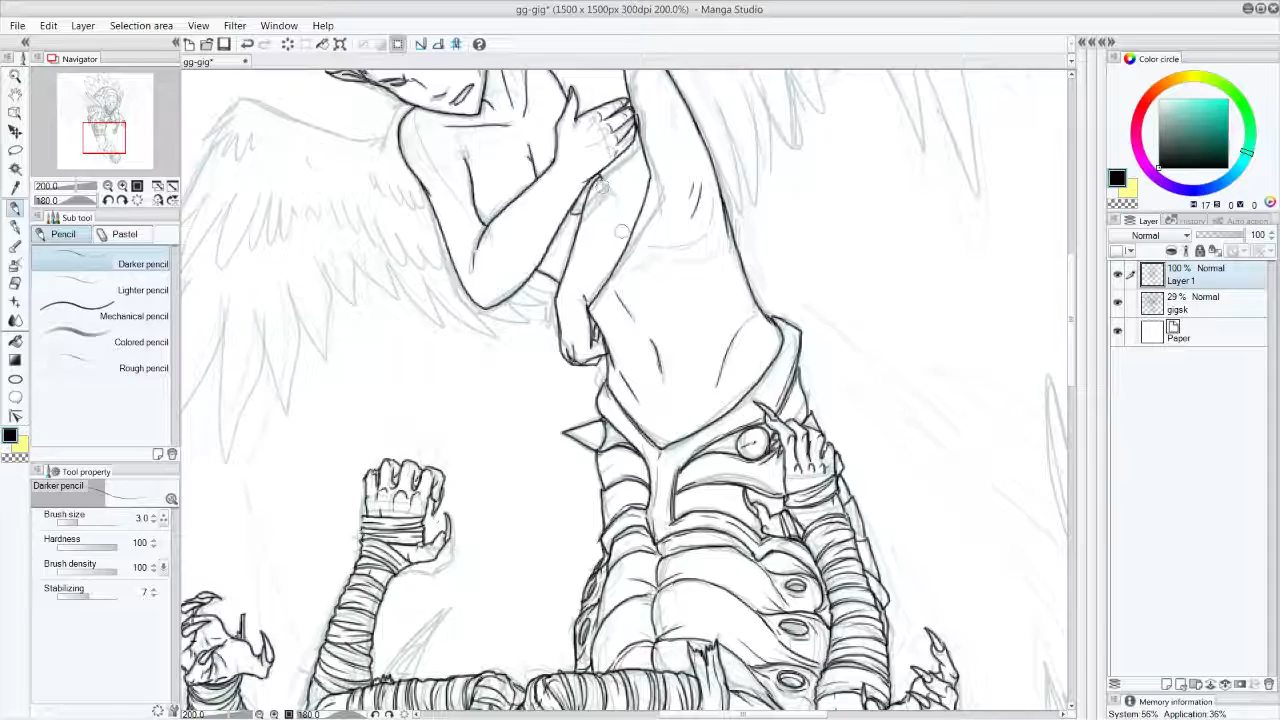 gg-gig* (1500 x 1500px 300dpi 200.0%) - Manga Studio
File Edit Layer Selection area View Filter Window Help
gg-gig*
Navigator
200.0
180.0
Sub tool
Pencil Pastel
Darker pencil
Lighter pencil
Mechanical pencil
Colored pencil
Rough pencil
Tool property
Darker pencil
Brush size 3.0
Hardness 100
Brush density 100
Stabilizing 7
200.0 180.0
Color circle
H 17 S 0 V 0
Layer History Auto action
Normal 100
100 % Normal
Layer 1
29 % Normal
gigsk
Paper
Memory information
System:56% Application:35%